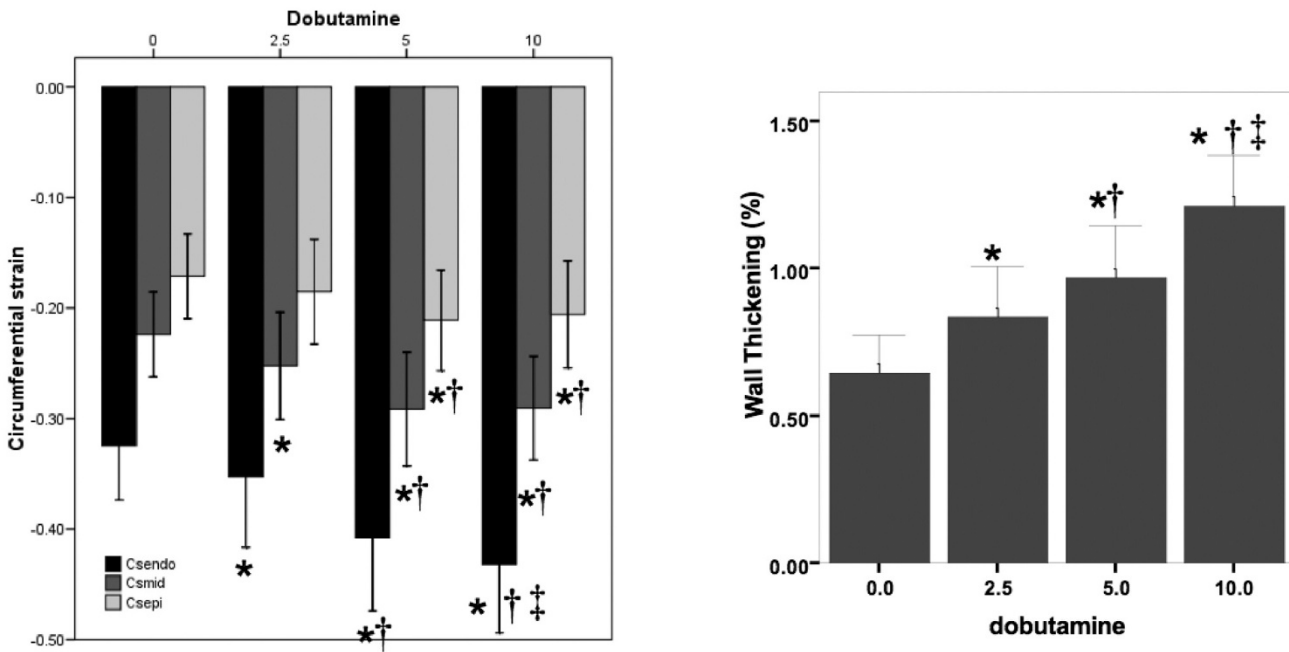 Dobutamine
0 2.5 5 10
0.00
-0.10
-0.20
-0.30
-0.40
-0.50
Circumferential strain
Csendo
Csmid
Csepi
*
*
*†
*†
*†
*†
*†
* † ‡
Wall Thickening (%)
1.50
1.00
0.50
0.00
*
*†
* † ‡
0.0 2.5 5.0 10.0
dobutamine